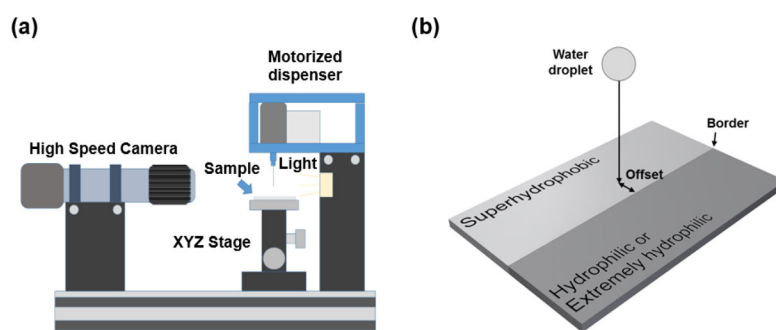 (a)
Motorized
dispenser
High Speed Camera
Light
Sample
XYZ Stage
(b)
Water
droplet
Border
Offset
Superhydrophobic
Hydrophilic or
Extremely hydrophilic